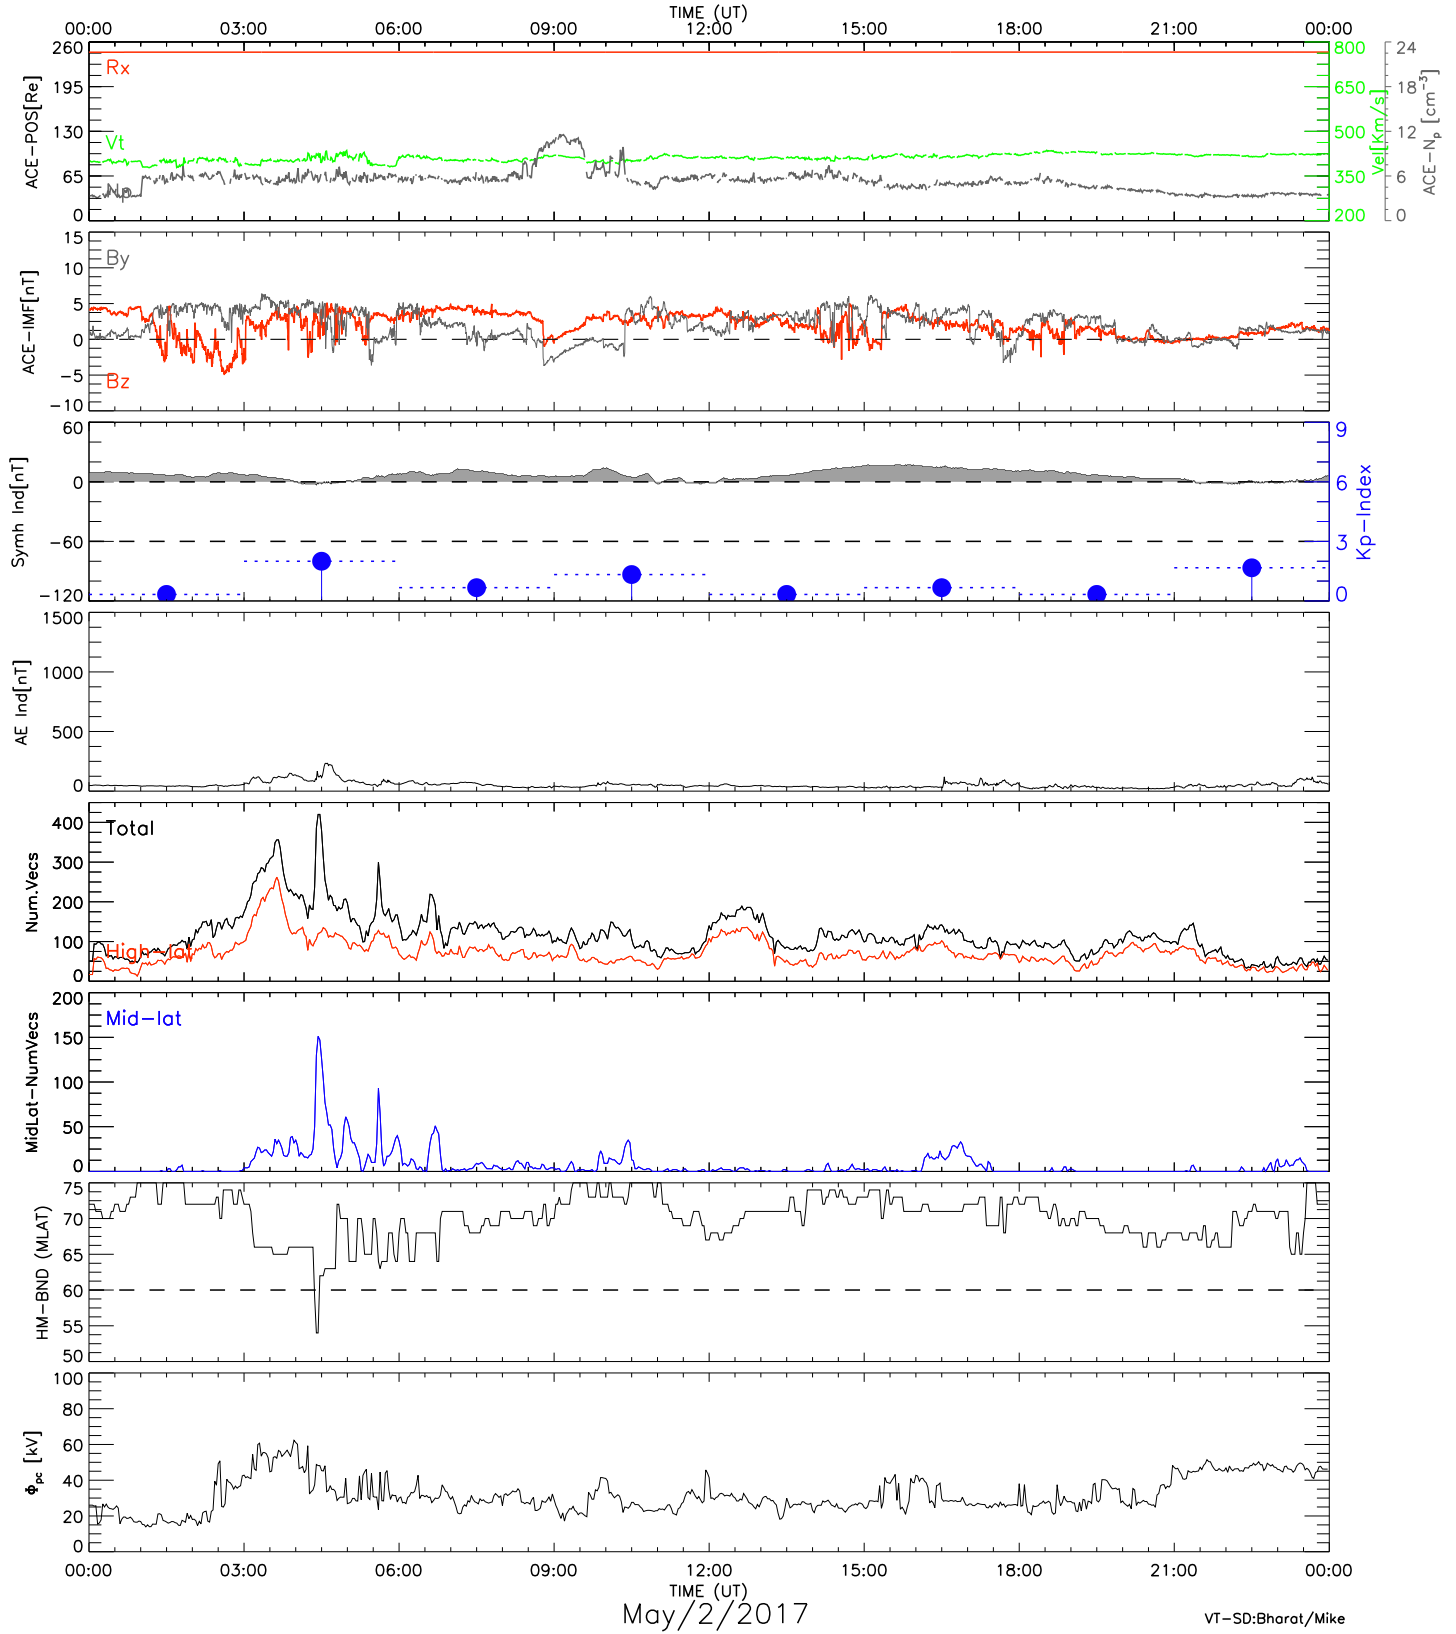 TIME (UT)
00:00 03:00 06:00 09:00 12:00 15:00 18:00 21:00 00:00
ACE-POS[Re]
260
195
130
65
0
Rx
Vt
Np
800
650
500
350
200
Vel[Km/s]
24
18
12
6
0
ACE-Np [cm-3]
ACE-IMF[nT]
15
10
5
0
-5
-10
By
Bz
Symh Ind[nT]
60
0
-60
-120
9
6
3
0
Kp-Index
AE Ind[nT]
1500
1000
500
0
Num.Vecs
400
300
200
100
0
Total
High-lat
MidLat-NumVecs
200
150
100
50
0
Mid-lat
HM-BND (MLAT)
75
70
65
60
55
50
Φpc [kV]
100
80
60
40
20
0
00:00 03:00 06:00 09:00 12:00 15:00 18:00 21:00 00:00
TIME (UT)
May/2/2017
VT-SD:Bharat/Mike